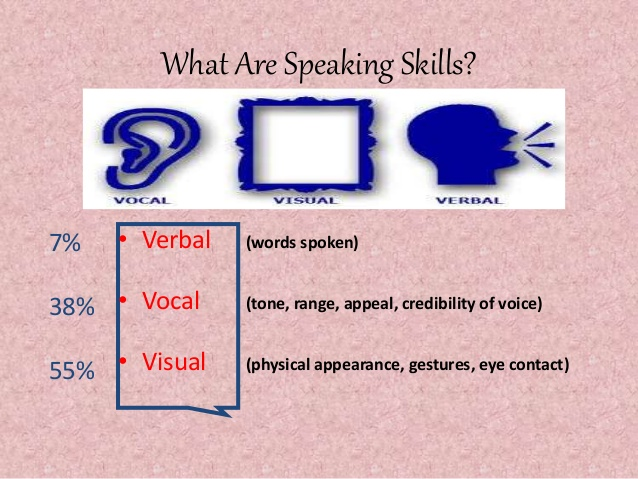 What Are Speaking Skills?
VOCAL VISUAL VERBAL
7% • Verbal (words spoken)
38% • Vocal (tone, range, appeal, credibility of voice)
55% • Visual (physical appearance, gestures, eye contact)